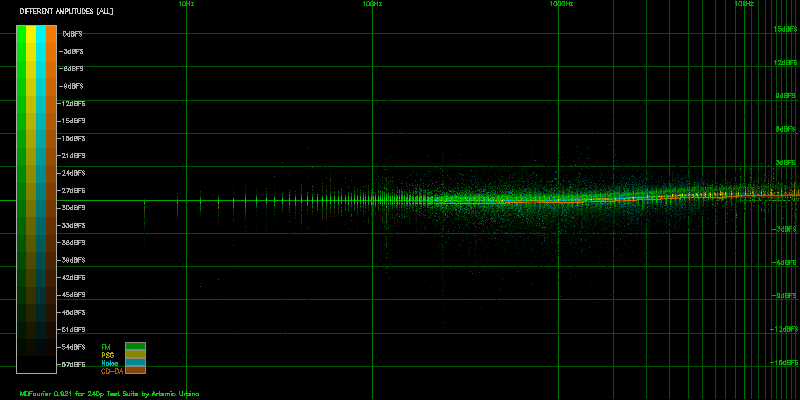 10Hz 100Hz 1000Hz 10kHz
DIFFERENT AMPLITUDES [ALL]
0dBFS
-3dBFS
-6dBFS
-9dBFS
-12dBFS
-15dBFS
-18dBFS
-21dBFS
-24dBFS
-27dBFS
-30dBFS
-33dBFS
-36dBFS
-39dBFS
-42dBFS
-45dBFS
-48dBFS
-51dBFS
-54dBFS
-57dBFS
15dBFS
12dBFS
9dBFS
6dBFS
3dBFS
-3dBFS
-6dBFS
-9dBFS
-12dBFS
-15dBFS
FM
PSG
Noise
CD-DA
MDFourier 0.921 for 240p Test Suite by Artemio Urbina